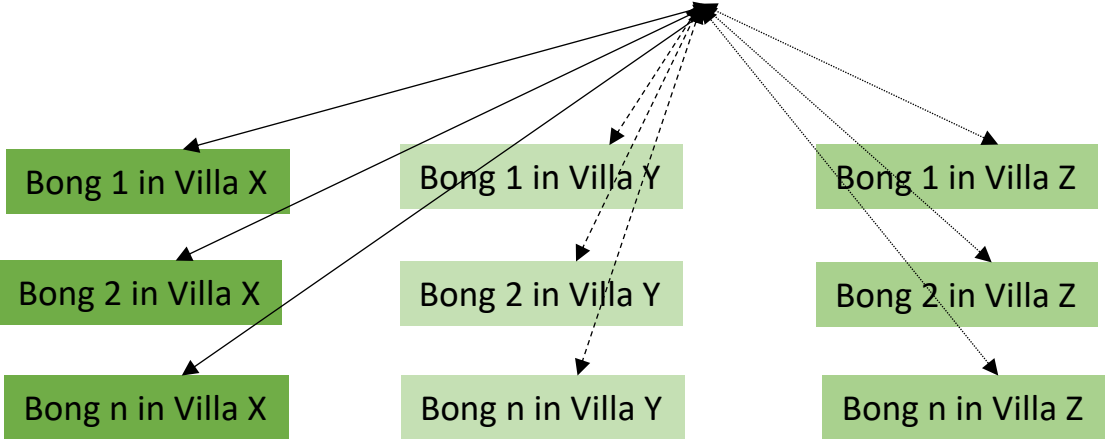 Bong 1 in Villa X
Bong 1 in Villa Y
Bong 1 in Villa Z
Bong 2 in Villa X
Bong 2 in Villa Y
Bong 2 in Villa Z
Bong n in Villa X
Bong n in Villa Y
Bong n in Villa Z